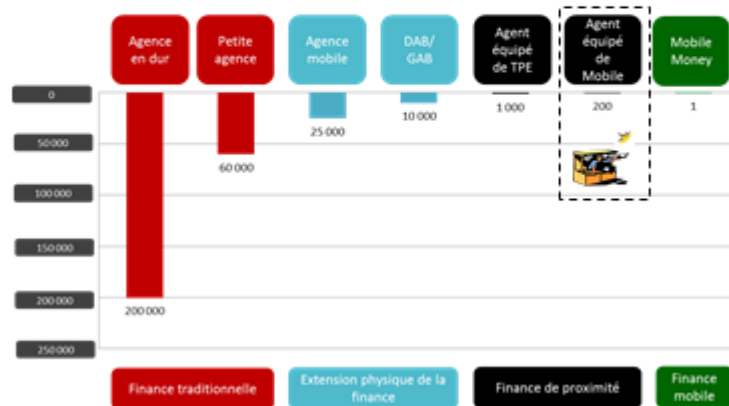 Agence
en dur
Petite
agence
Agence
mobile
DAB/
GAB
Agent
équipé
de TPE
Agent
équipé
de
Mobile
Mobile
Money
0
50 000
100 000
150 000
200 000
250 000
200 000
60 000
25 000
10 000
1 000
200
1
Finance traditionnelle
Extension physique de la
finance
Finance de proximité
Finance
mobile